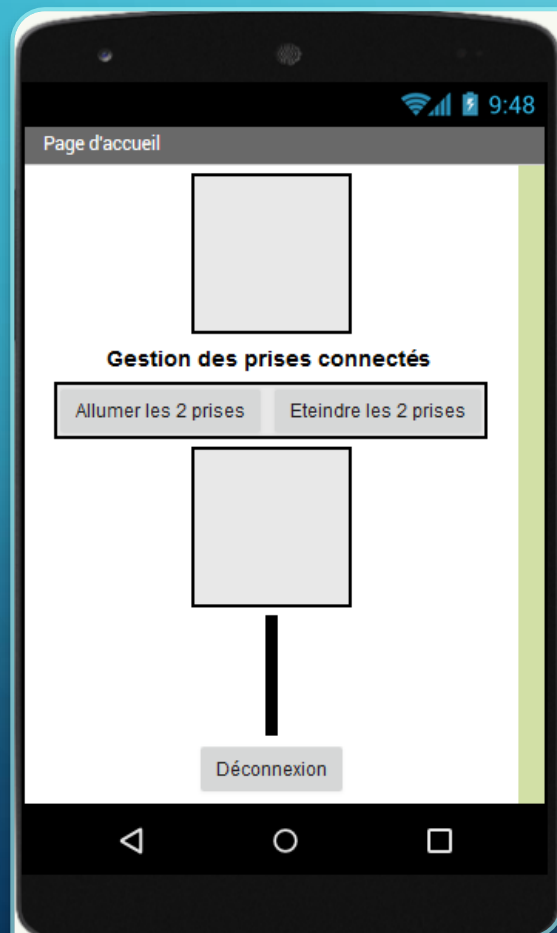 9:48
Page d'accueil
Gestion des prises connectés
Allumer les 2 prises Eteindre les 2 prises
Déconnexion